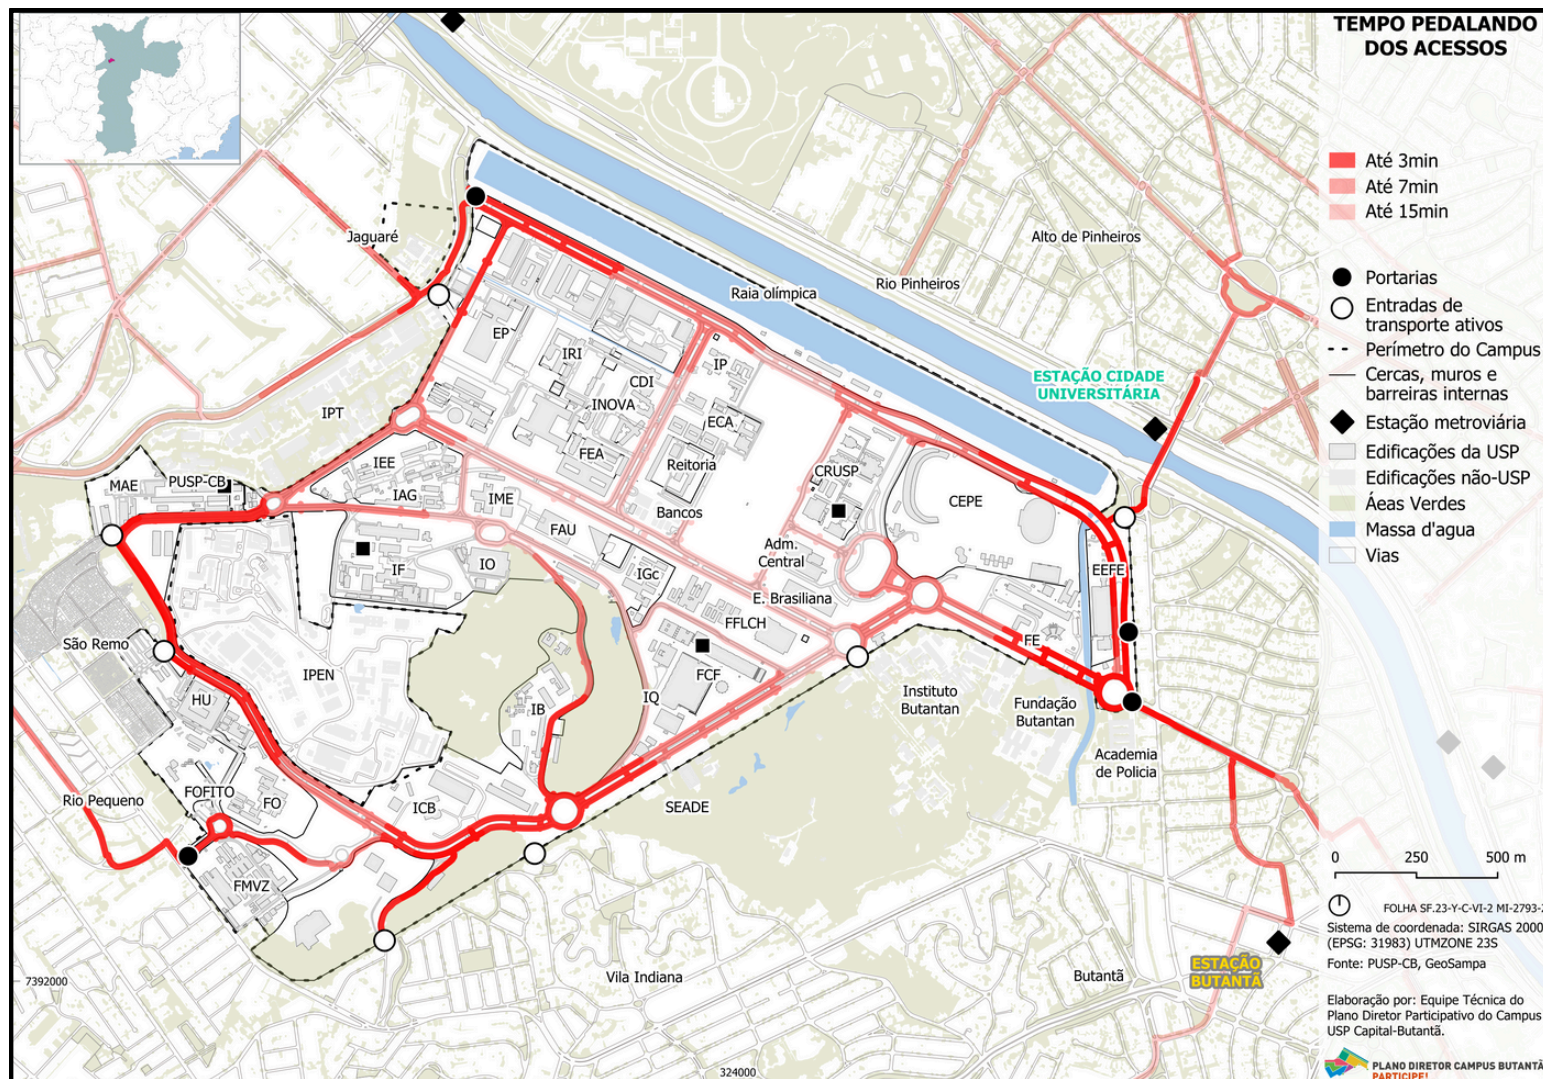 TEMPO PEDALANDO
DOS ACESSOS
Até 3min
Até 7min
Até 15min
Portarias
Entradas de
transporte ativos
Perímetro do Campus
Cercas, muros e
barreiras internas
Estação metroviária
Edificações da USP
Edificações não-USP
Áeas Verdes
Massa d'agua
Vias
0 250 500 m
FOLHA SF.23-Y-C-VI-2 MI-2793-2
Sistema de coordenada: SIRGAS 2000
(EPSG: 31983) UTMZONE 23S
Fonte: PUSP-CB, GeoSampa
Elaboração por: Equipe Técnica do
Plano Diretor Participativo do Campus
USP Capital-Butantã.
PLANO DIRETOR CAMPUS BUTANTÃ
PARTICIPE!
Jaguaré
Alto de Pinheiros
Rio Pinheiros
Raia olímpica
EP
IRI
CDI
IP
INOVA
ESTAÇÃO CIDADE
UNIVERSITÁRIA
IPT
ECA
FEA
Reitoria
CRUSP
CEPE
IEE
MAE
PUSP-CB
IAG
IME
Bancos
FAU
Adm.
Central
IF
IO
IGc
EEFE
E. Brasiliana
FFLCH
FE
São Remo
IPEN
HU
IQ
FCF
IB
Instituto
Butantan
Fundação
Butantan
Academia
de Policia
Rio Pequeno
FOFITO
FO
ICB
SEADE
FMVZ
Vila Indiana
Butantã
ESTAÇÃO
BUTANTÃ
7392000
324000